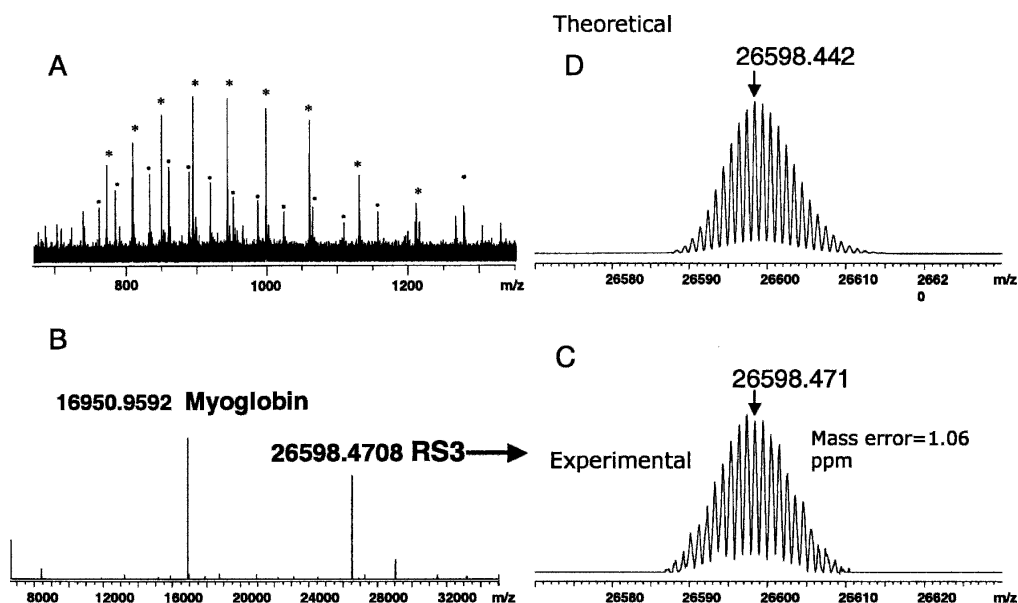 A
* * * * * * * * * *
800 1000 1200 m/z
Theoretical
D
26598.442
26580 26590 26600 26610 2662 m/z
0
B
16950.9592 Myoglobin
26598.4708 RS3
8000 12000 16000 20000 24000 28000 32000 m/z
C
26598.471
Experimental
Mass error=1.06
ppm
26580 26590 26600 26610 26620 m/z